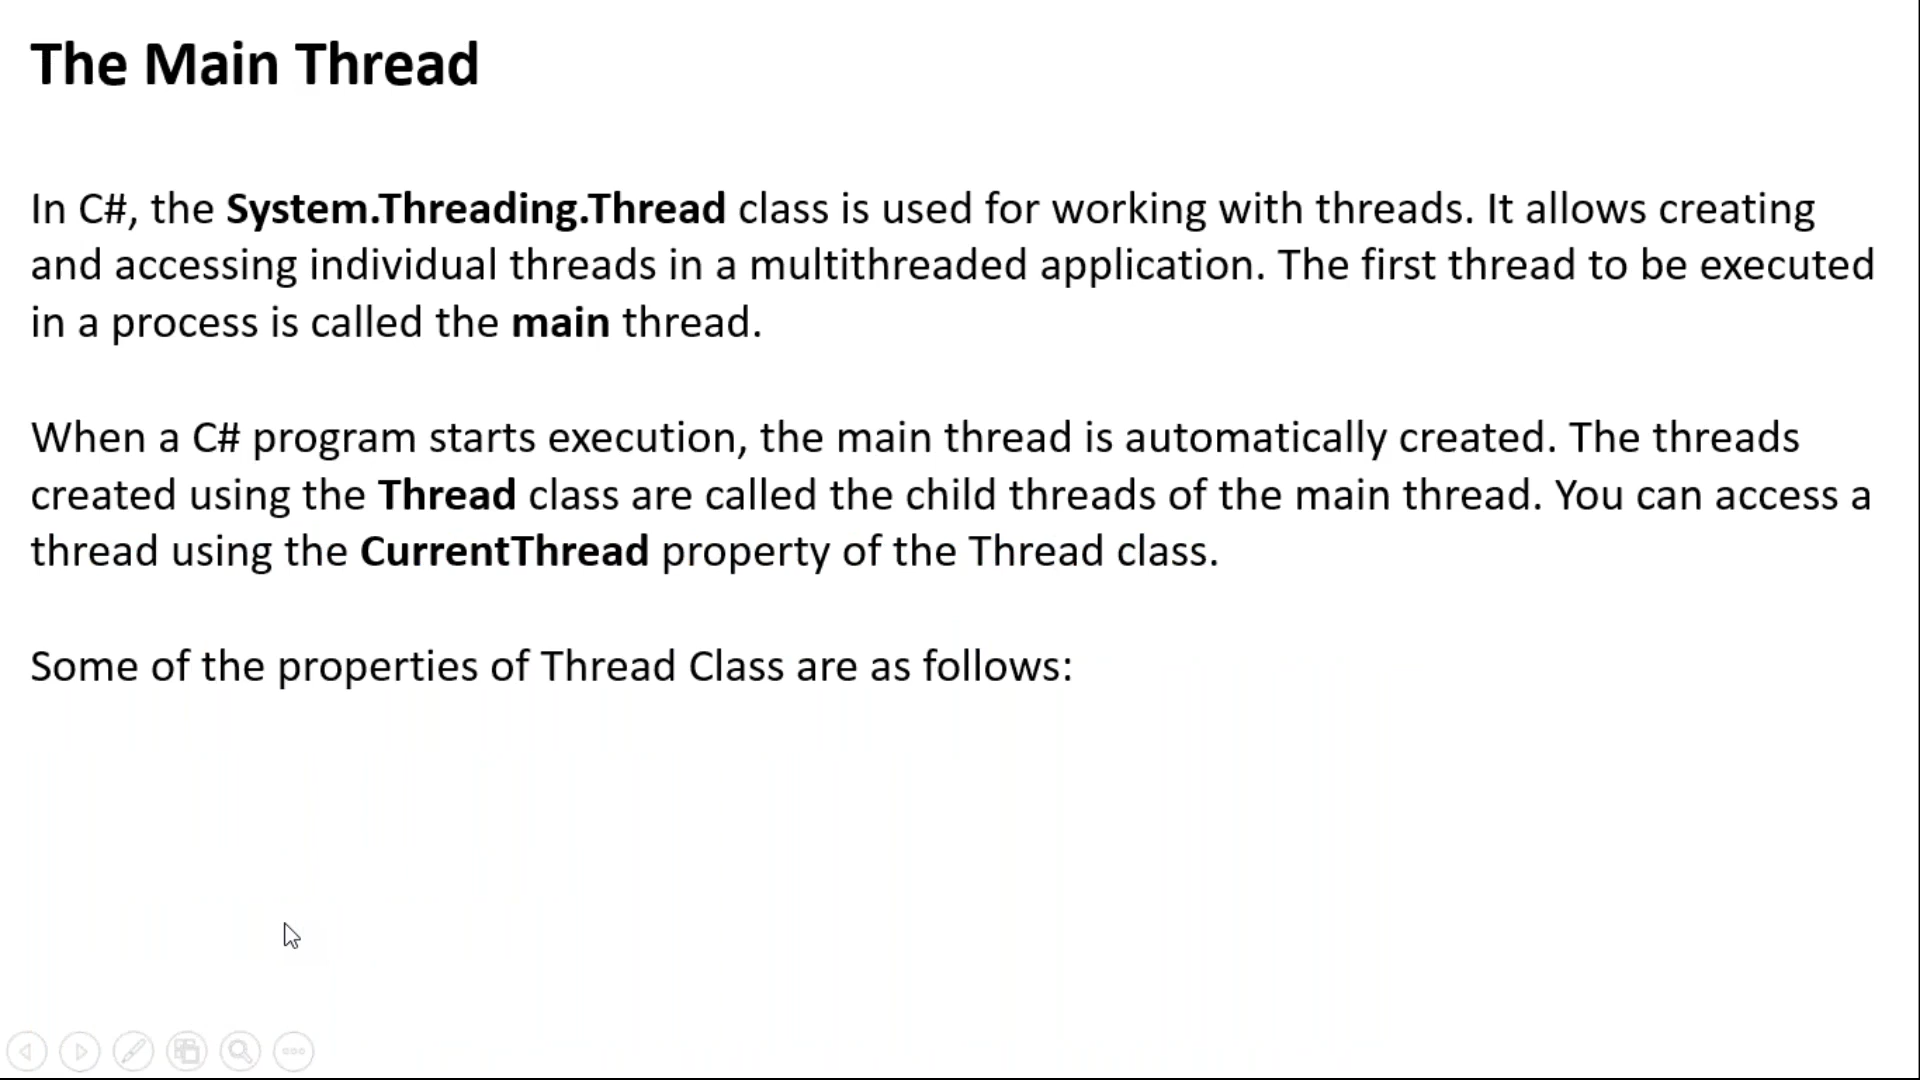 The Main Thread
In C#, the System.Threading.Thread class is used for working with threads. It allows creating
and accessing individual threads in a multithreaded application. The first thread to be executed
in a process is called the main thread.
When a C# program starts execution, the main thread is automatically created. The threads
created using the Thread class are called the child threads of the main thread. You can access a
thread using the CurrentThread property of the Thread class.
Some of the properties of Thread Class are as follows: